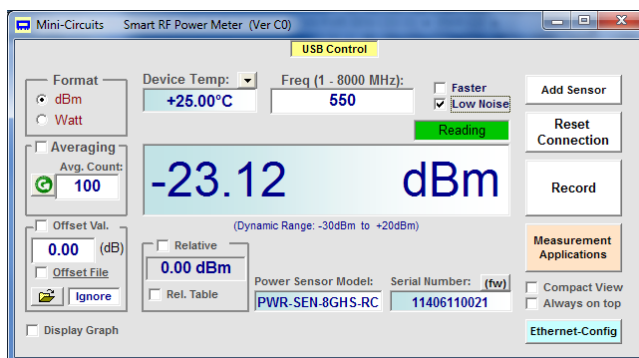 Mini-Circuits Smart RF Power Meter (Ver C0)
USB Control
Format
dBm
Watt
Device Temp:
+25.00°C
Freq (1 - 8000 MHz):
550
Faster
Low Noise
Reading
Add Sensor
Reset
Connection
Averaging
Avg. Count:
100
-23.12 dBm
Record
(Dynamic Range: -30dBm to +20dBm)
Offset Val.
0.00 (dB)
Offset File
Ignore
Relative
0.00 dBm
Rel. Table
Power Sensor Model:
PWR-SEN-8GHS-RC
Serial Number: (fw)
11406110021
Measurement
Applications
Compact View
Always on top
Display Graph
Ethernet-Config